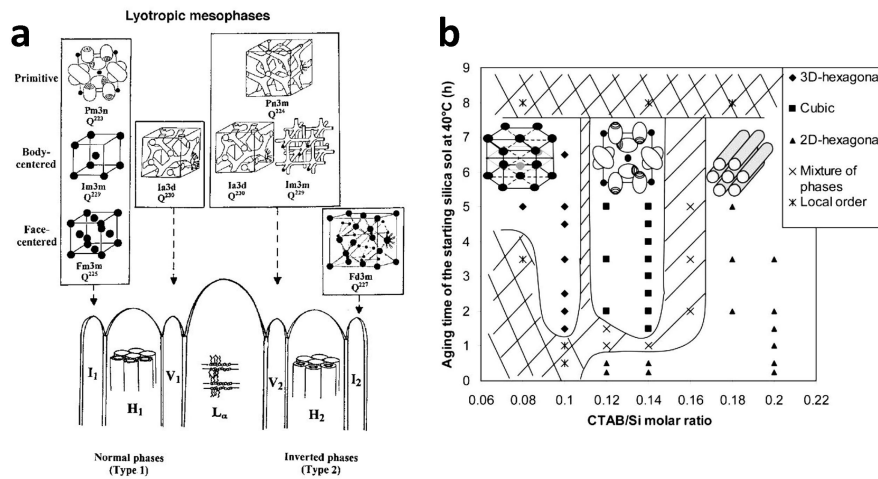 Lyotropic mesophases
a
Primitive
Pm3n
Q²²³
Pn3m
Q²²⁴
Body-
centered
Im3m
Q²²⁹
Ia3d
Q²³⁰
Ia3d
Q²³⁰
Im3m
Q²²⁹
Face-
centered
Fm3m
Q²²⁵
Fd3m
Q²²⁷
I₁
H₁
V₁
Lα
V₂
H₂
I₂
Normal phases
(Type 1)
Inverted phases
(Type 2)
b
Aging time of the starting silica sol at 40°C (h)
9
8
7
6
5
4
3
2
1
0
0.06 0.08 0.1 0.12 0.14 0.16 0.18 0.2 0.22
CTAB/Si molar ratio
3D-hexagona
Cubic
2D-hexagona
Mixture of
phases
Local order